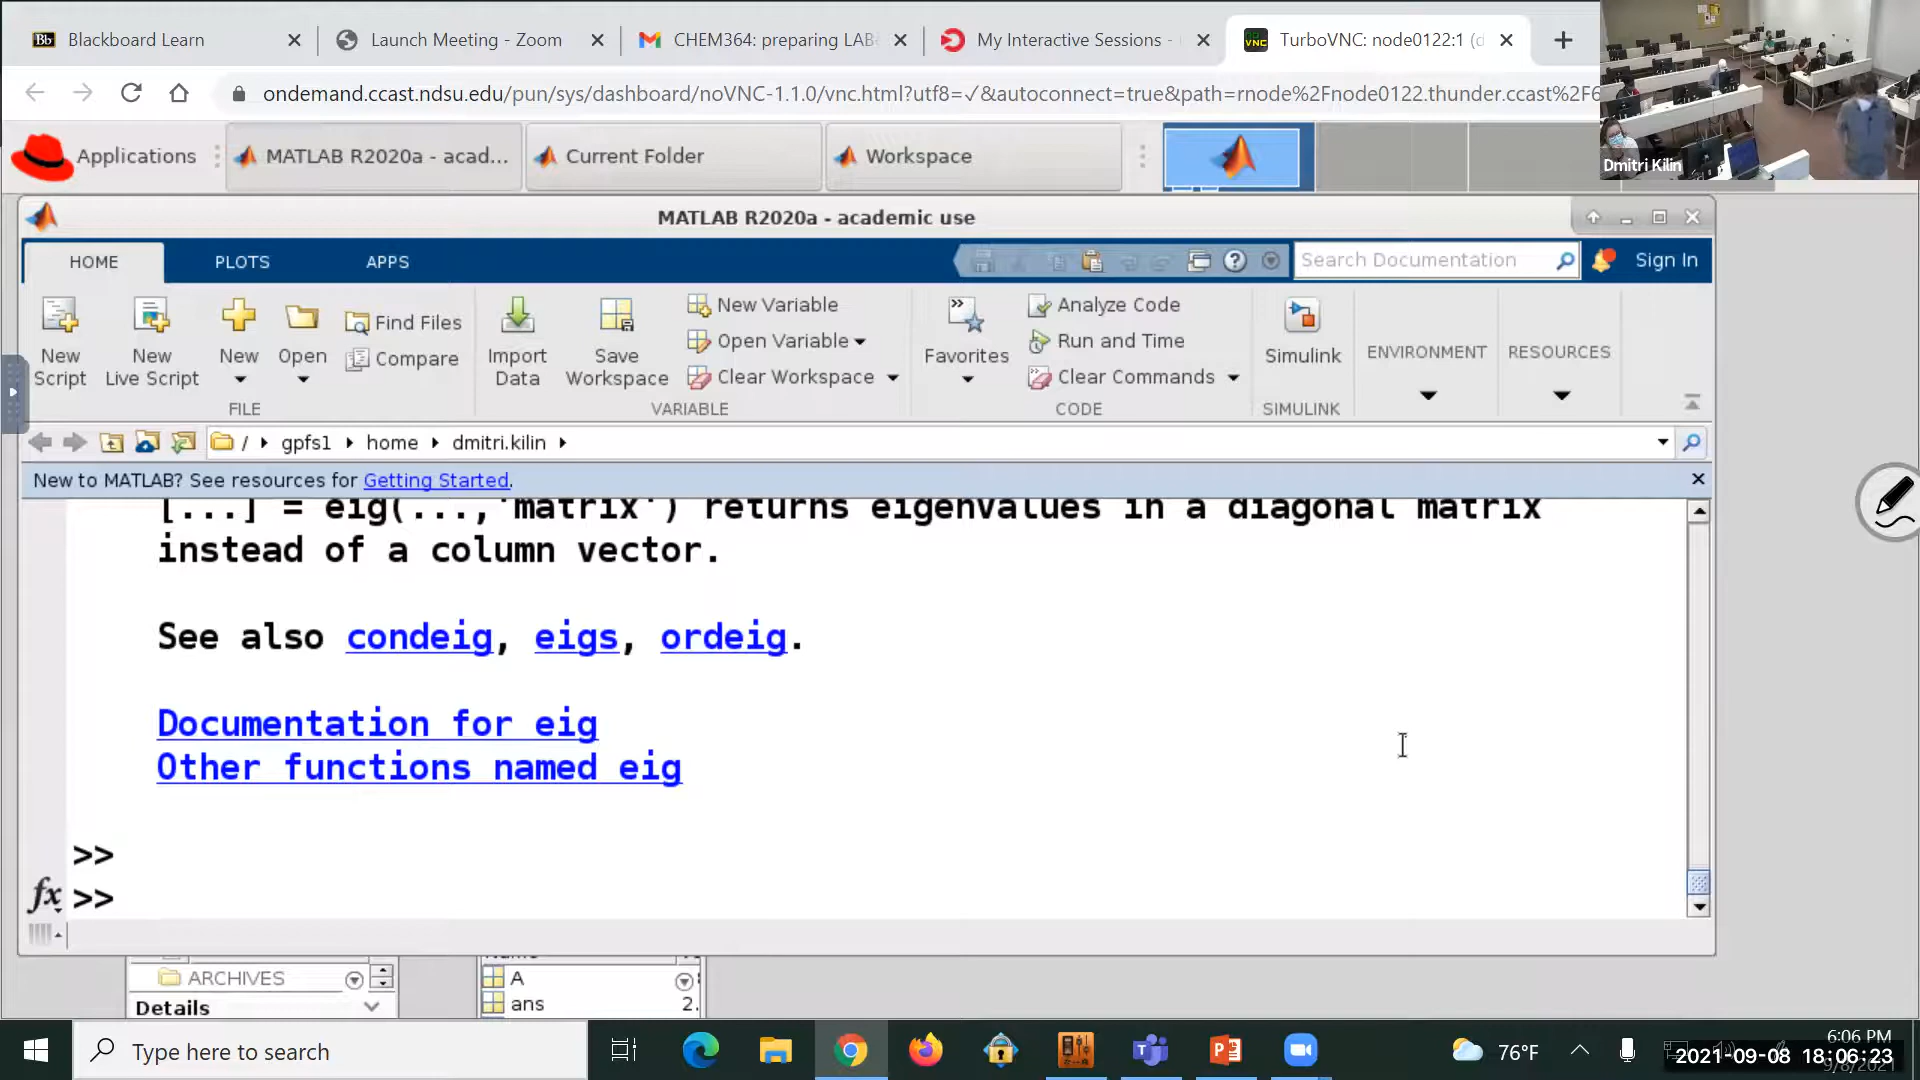 Blackboard Learn
Launch Meeting - Zoom
CHEM364: preparing LAB
My Interactive Sessions -
TurboVNC: node0122:1 (d
ondemand.ccast.ndsu.edu/pun/sys/dashboard/noVNC-1.1.0/vnc.html?utf8=✓&autoconnect=true&path=rnode%2Fnode0122.thunder.ccast%2F
Dmitri Kilin
Applications
MATLAB R2020a - acad...
Current Folder
Workspace
MATLAB R2020a - academic use
HOME
PLOTS
APPS
Search Documentation
Sign In
New Script
New Live Script
New
Open
Find Files
Compare
Import Data
Save Workspace
New Variable
Open Variable
Clear Workspace
Favorites
Analyze Code
Run and Time
Clear Commands
Simulink
ENVIRONMENT
RESOURCES
FILE
VARIABLE
CODE
SIMULINK
/ gpfs1 home dmitri.kilin
New to MATLAB? See resources for Getting Started.
[...] = eig(...,'matrix') returns eigenvalues in a diagonal matrix
instead of a column vector.
See also condeig, eigs, ordeig.
Documentation for eig
Other functions named eig
>>
fx >>
ARCHIVES
Details
Name
A
ans 2.
Type here to search
76°F
6:06 PM
2021-09-08 18:06:23
9/8/2021